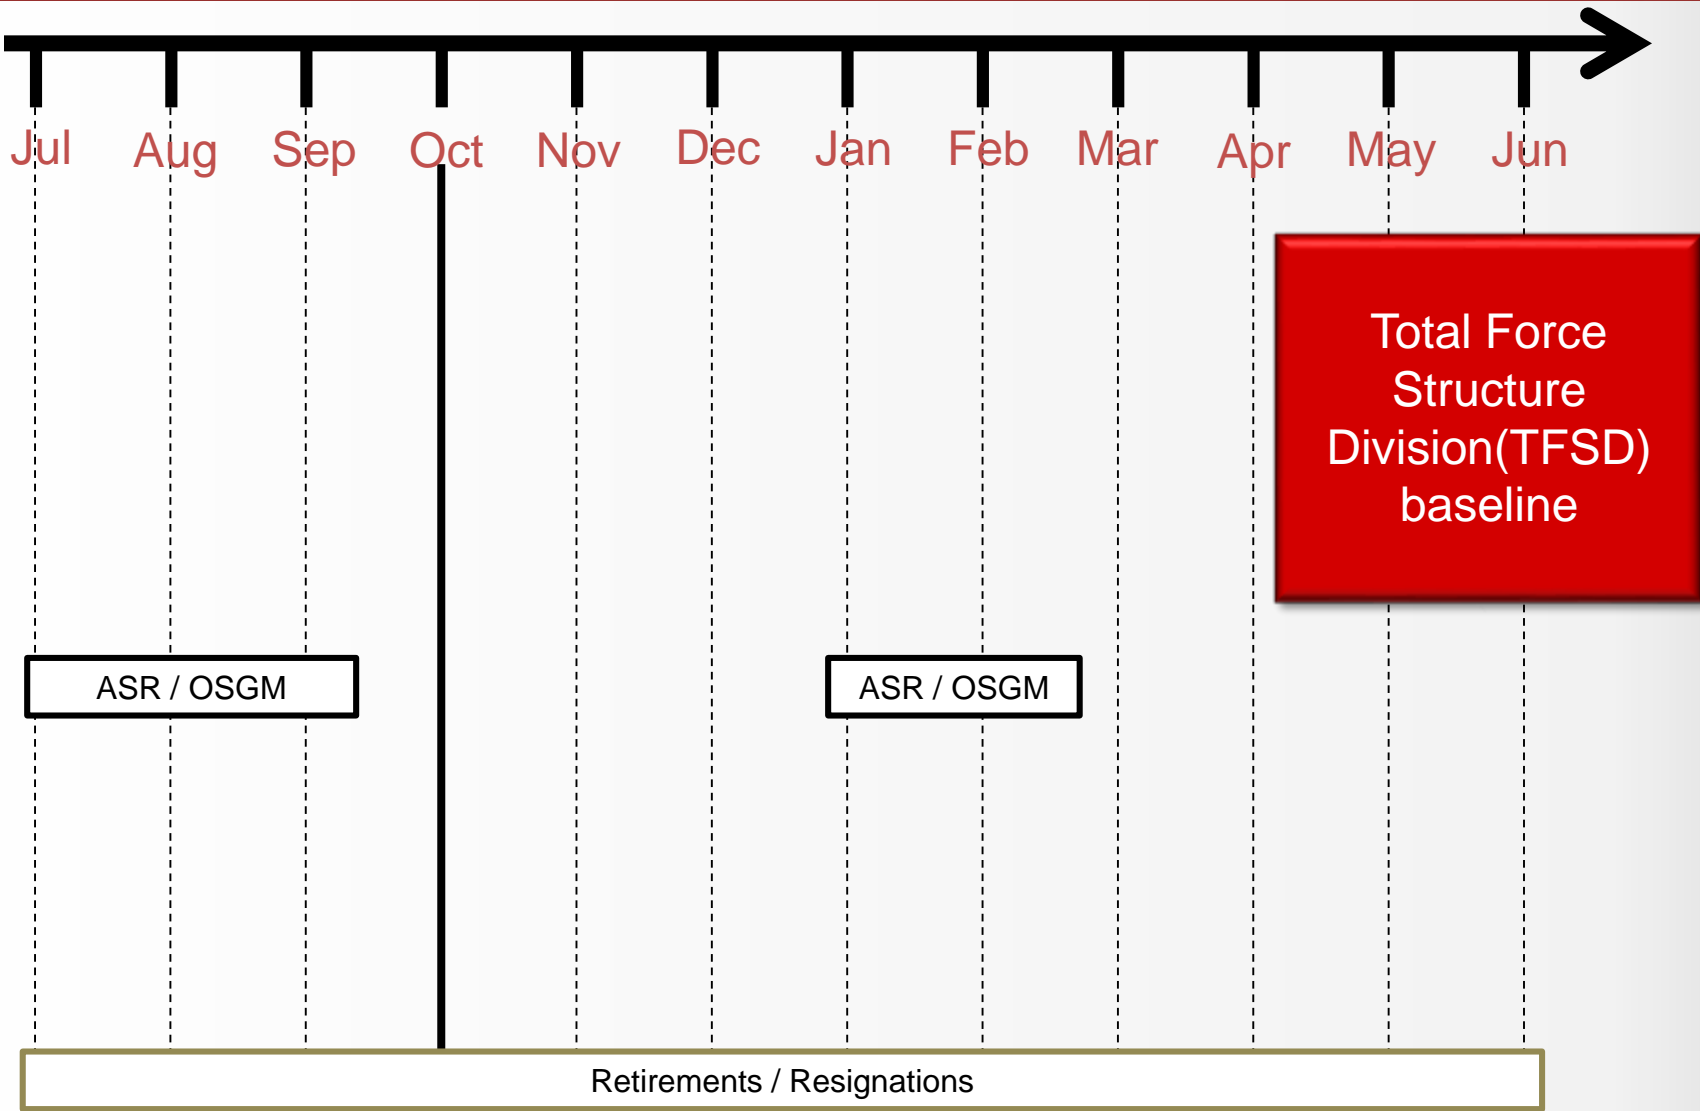 Jul Aug Sep Oct Nov Dec Jan Feb Mar Apr May Jun
Total Force
Structure
Division(TFSD)
baseline
ASR / OSGM
ASR / OSGM
Retirements / Resignations